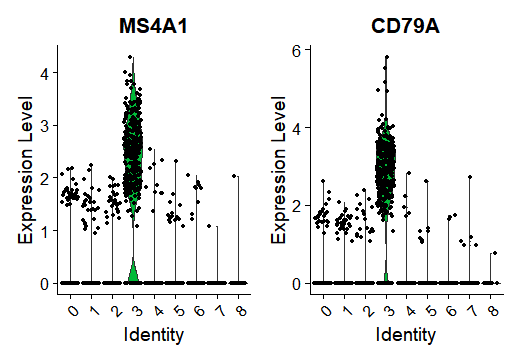 MS4A1
Expression Level
4
3
2
1
0
0 1 2 3 4 5 6 7 8
Identity
CD79A
Expression Level
6
4
2
0
0 1 2 3 4 5 6 7 8
Identity